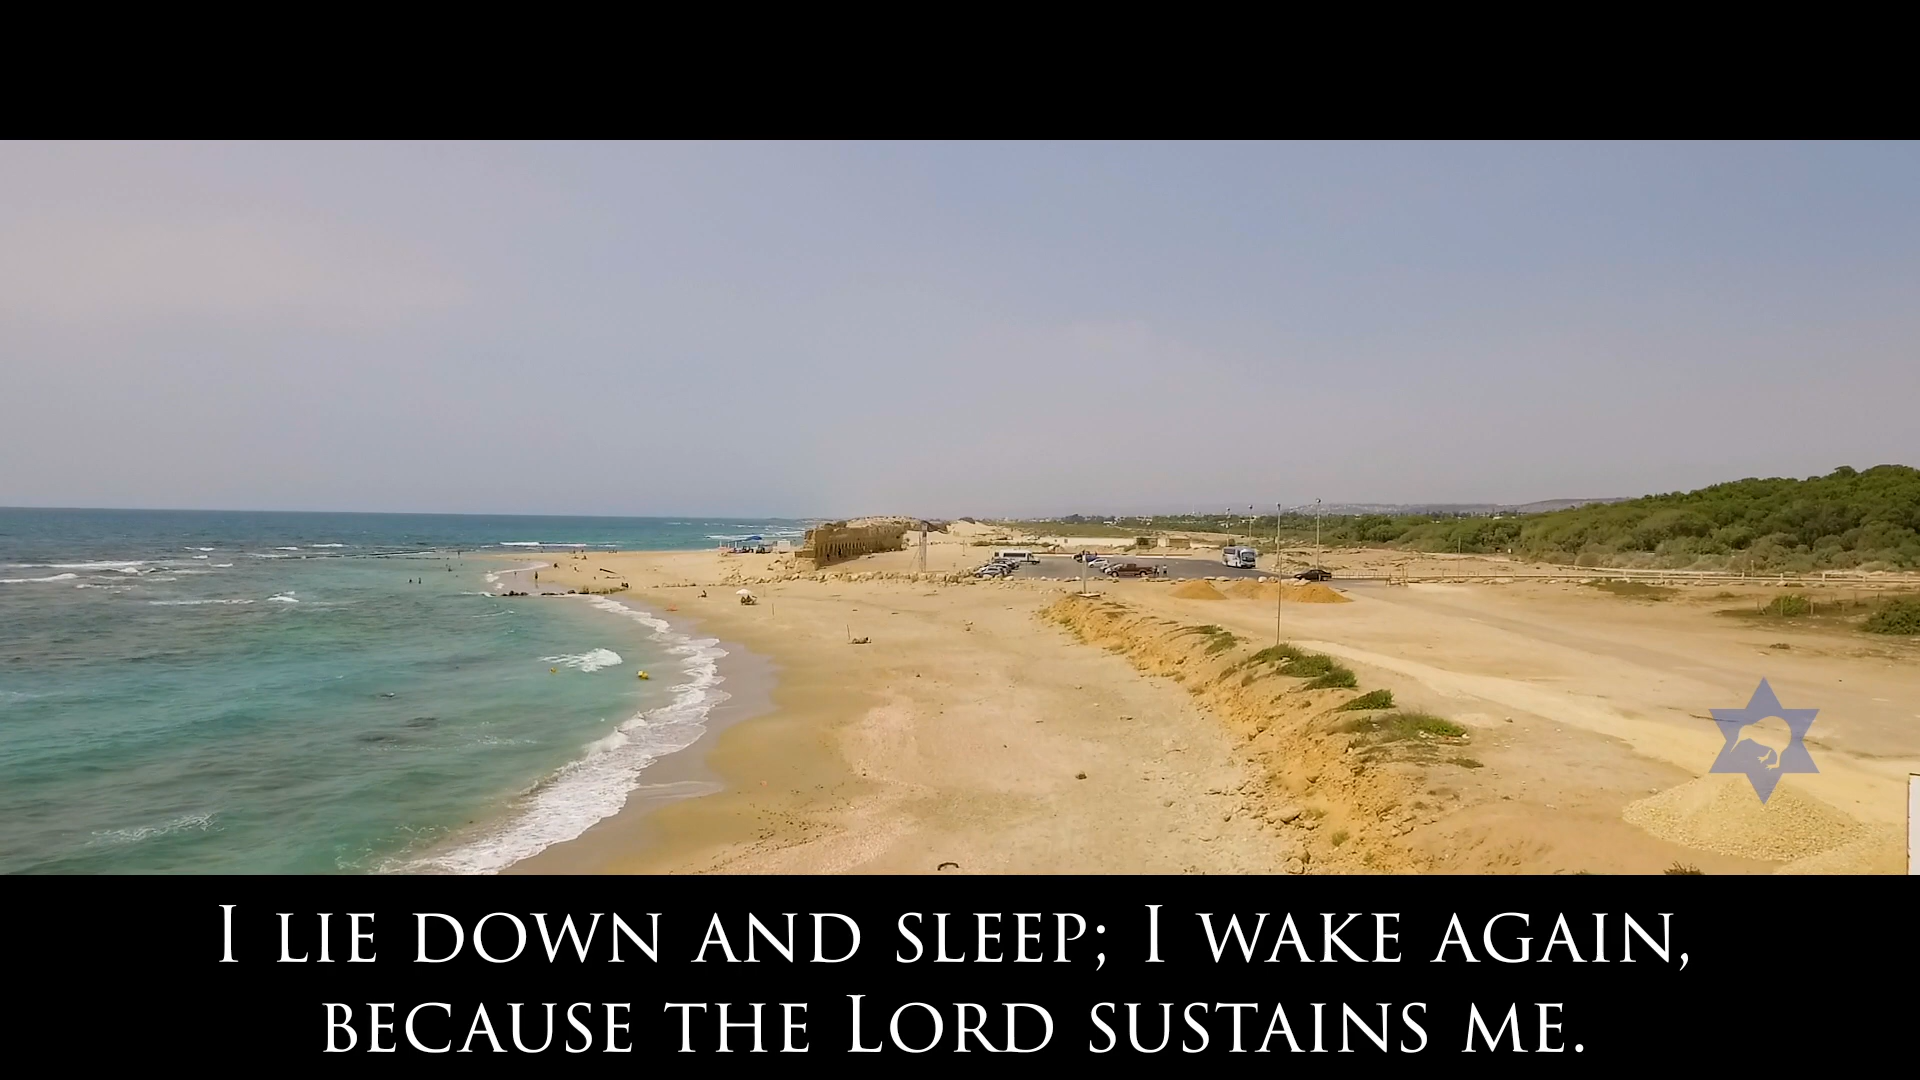 I lie down and sleep; I wake again,
because the Lord sustains me.